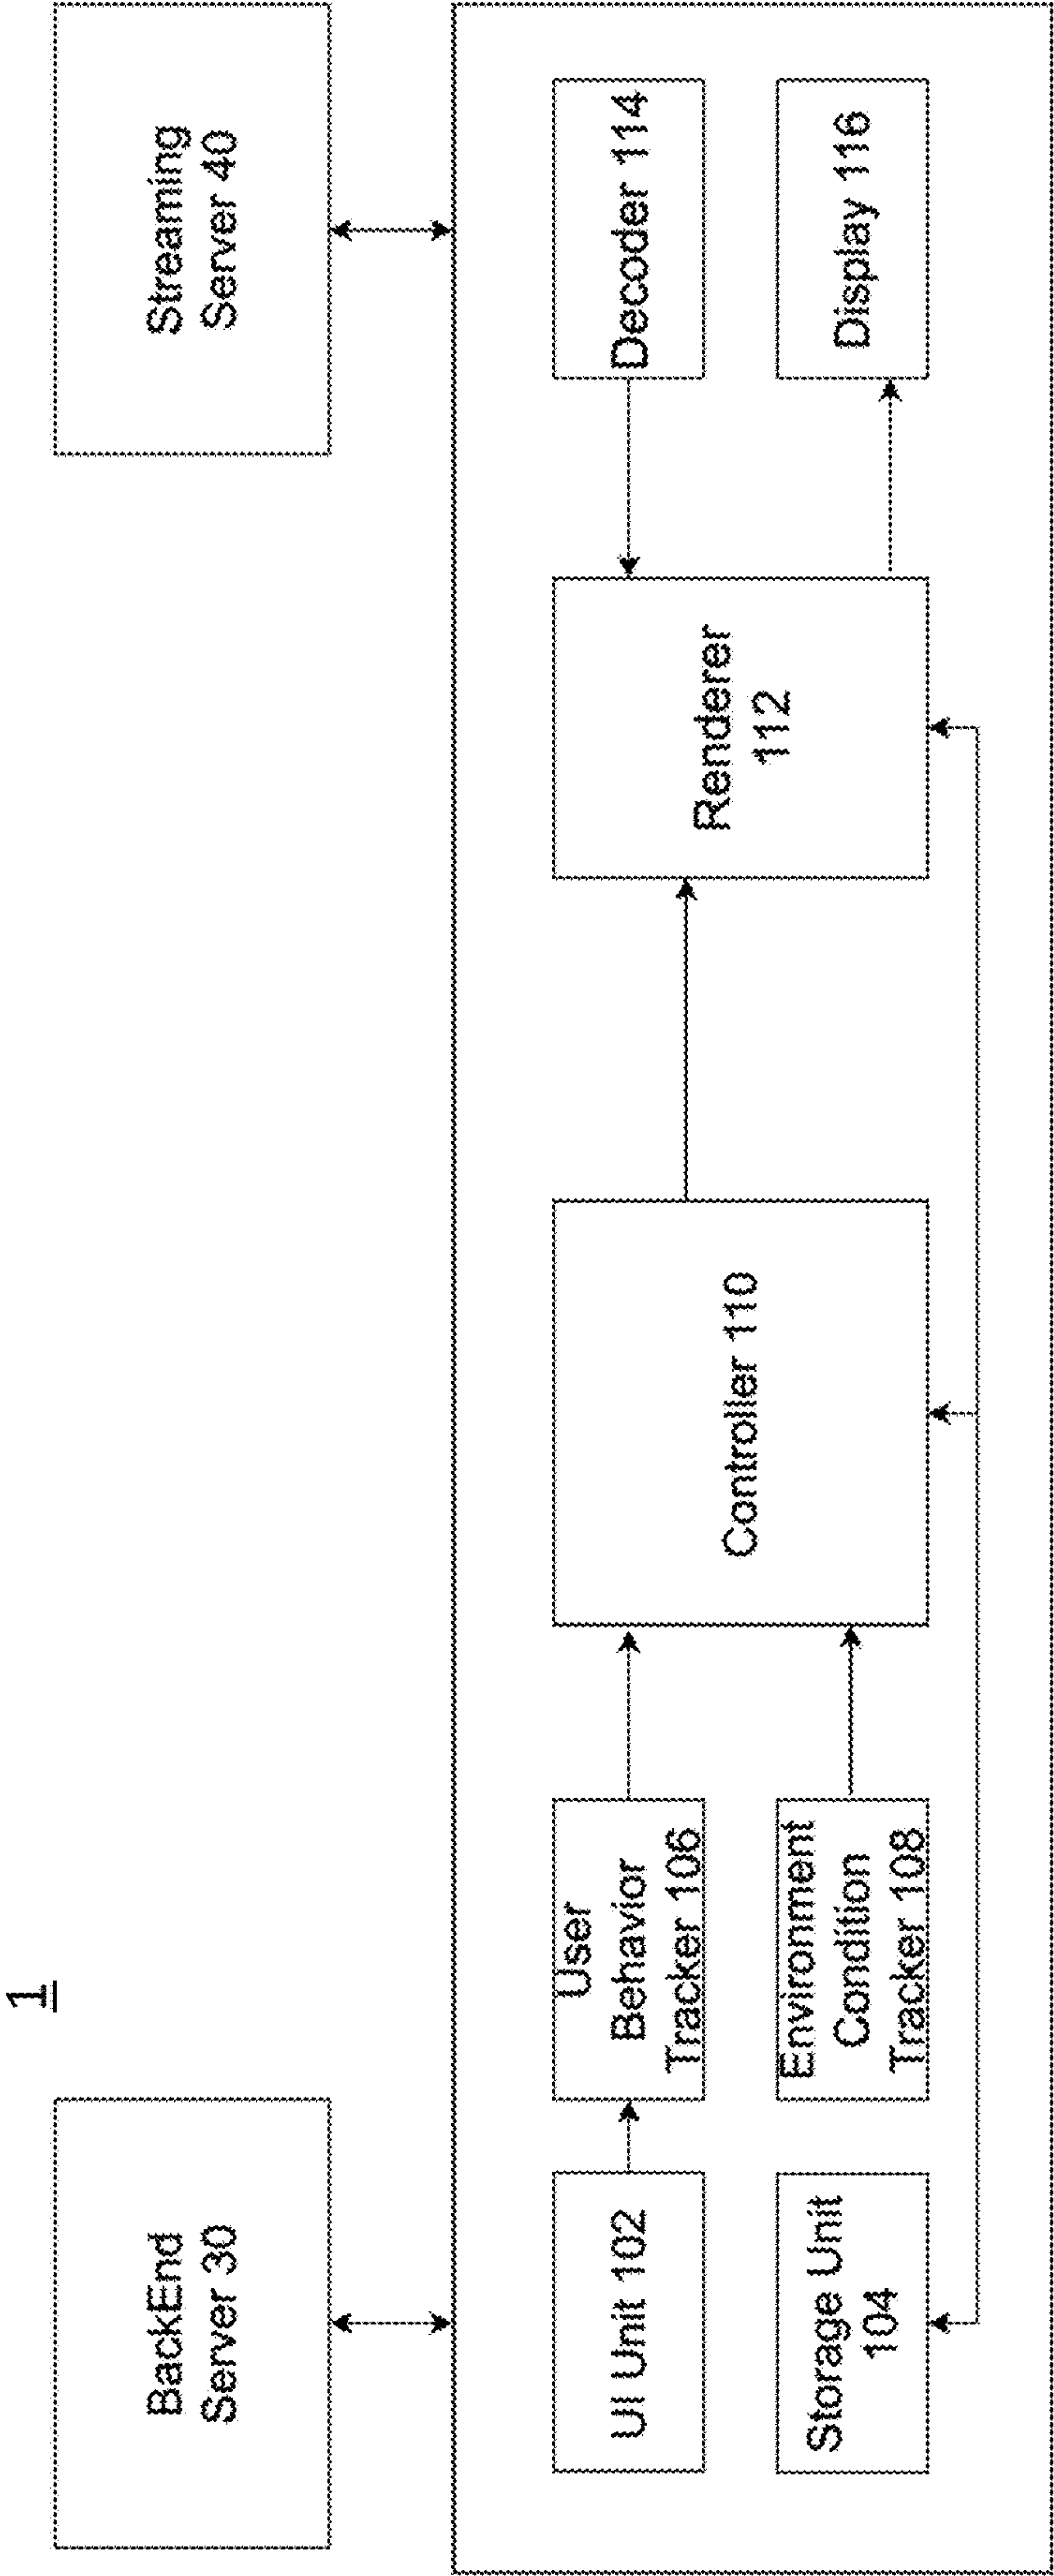 1
BackEnd
Server 30
Streaming
Server 40
UI Unit 102
User
Behavior
Tracker 106
Controller 110
Renderer
112
Decoder 114
Storage Unit
104
Environment
Condition
Tracker 108
Display 116